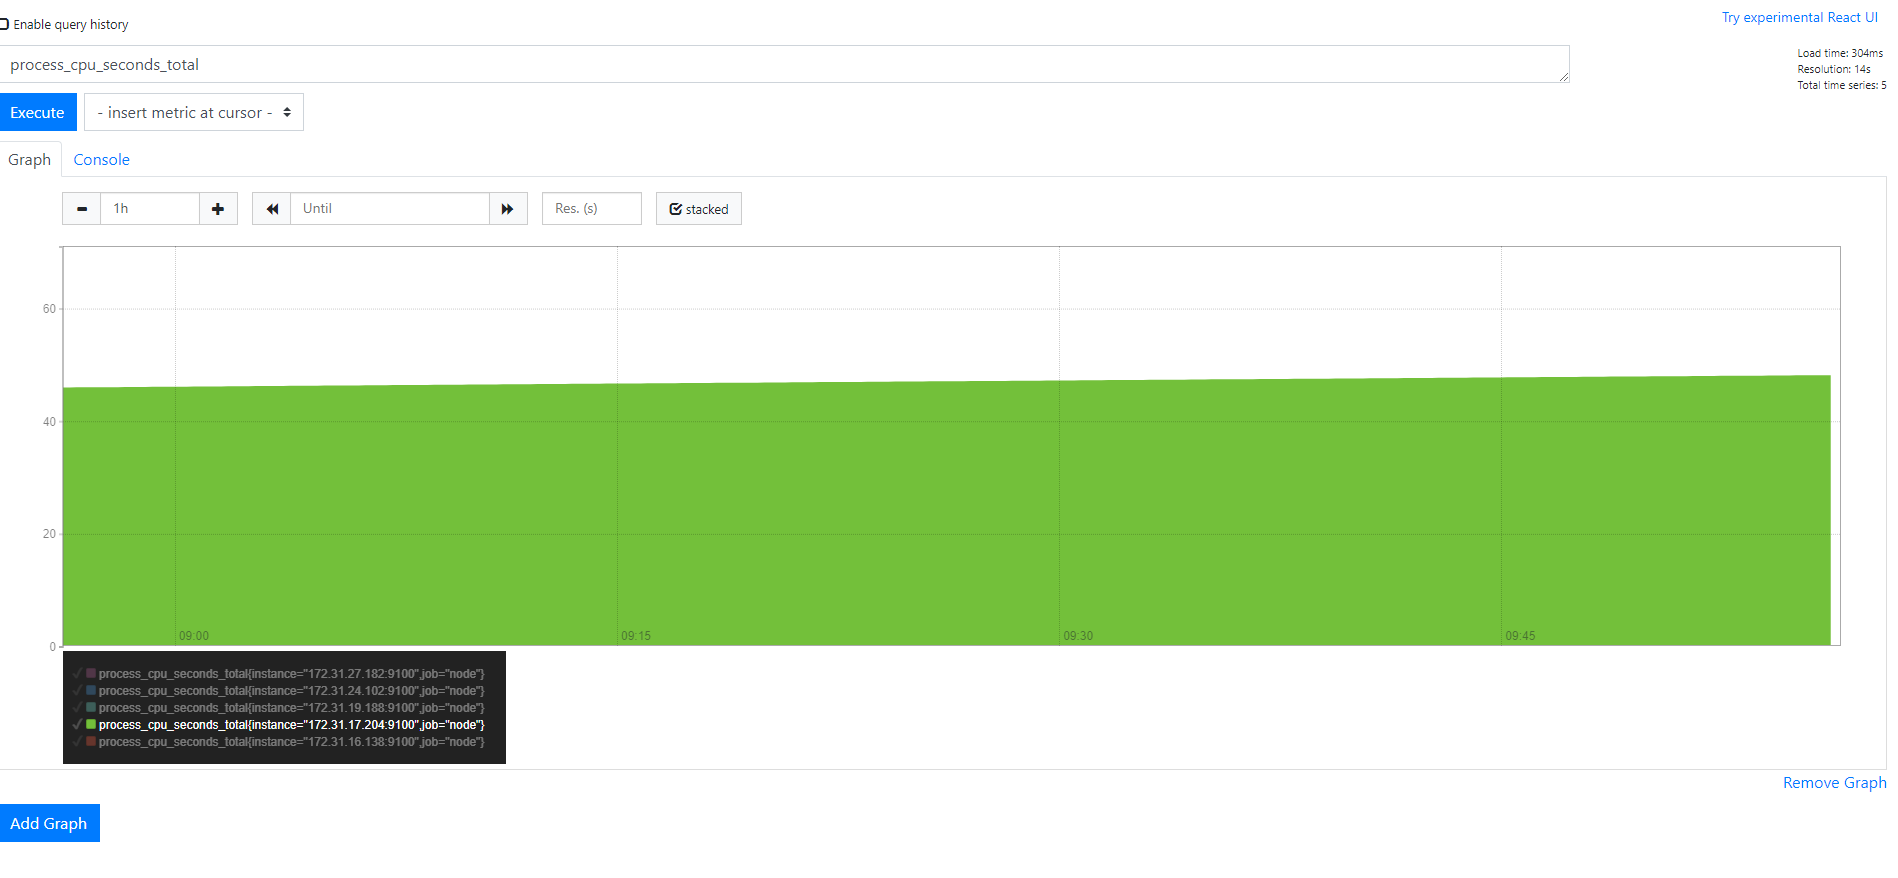 Enable query history
Try experimental React UI
process_cpu_seconds_total
Load time: 304ms
Resolution: 14s
Total time series: 5
Execute
- insert metric at cursor -
Graph
Console
1h
Until
Res. (s)
stacked
60
40
20
0
09:00
09:15
09:30
09:45
process_cpu_seconds_total{instance="172.31.27.182:9100",job="node"}
process_cpu_seconds_total{instance="172.31.24.102:9100",job="node"}
process_cpu_seconds_total{instance="172.31.19.188:9100",job="node"}
process_cpu_seconds_total{instance="172.31.17.204:9100",job="node"}
process_cpu_seconds_total{instance="172.31.16.138:9100",job="node"}
Remove Graph
Add Graph